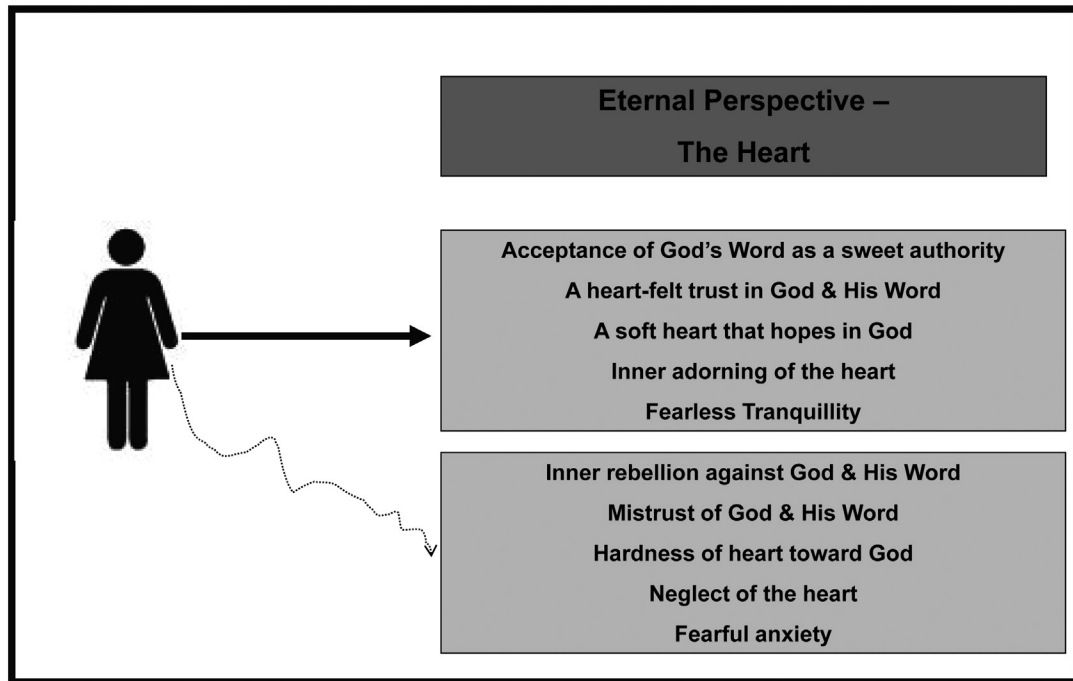 Eternal Perspective –
The Heart
Acceptance of God’s Word as a sweet authority
A heart-felt trust in God & His Word
A soft heart that hopes in God
Inner adorning of the heart
Fearless Tranquillity
Inner rebellion against God & His Word
Mistrust of God & His Word
Hardness of heart toward God
Neglect of the heart
Fearful anxiety